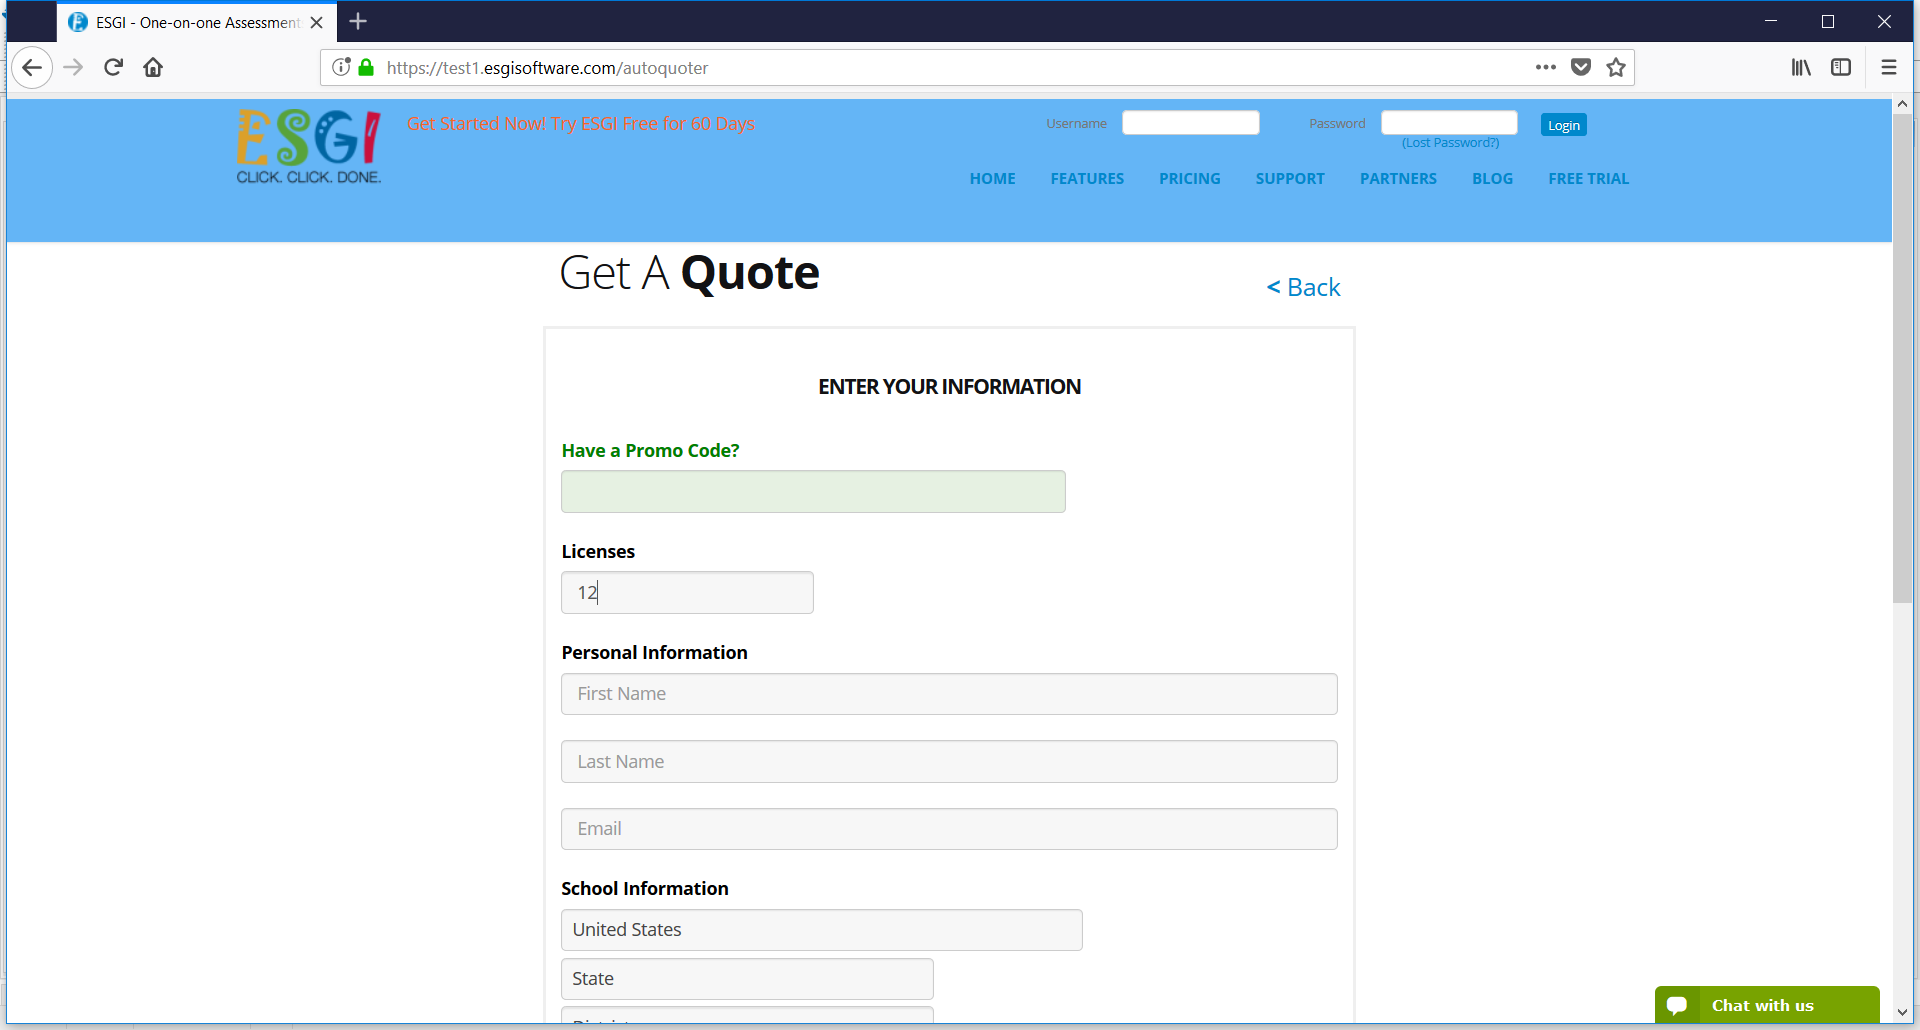 ESGI - One-on-one Assessment
https://test1.esgisoftware.com/autoquoter
ESGI
CLICK. CLICK. DONE.
Get Started Now! Try ESGI Free for 60 Days
Username
Password
Login
(Lost Password?)
HOME FEATURES PRICING SUPPORT PARTNERS BLOG FREE TRIAL
Get A Quote
< Back
ENTER YOUR INFORMATION
Have a Promo Code?
Licenses
12
Personal Information
First Name
Last Name
Email
School Information
United States
State
Chat with us